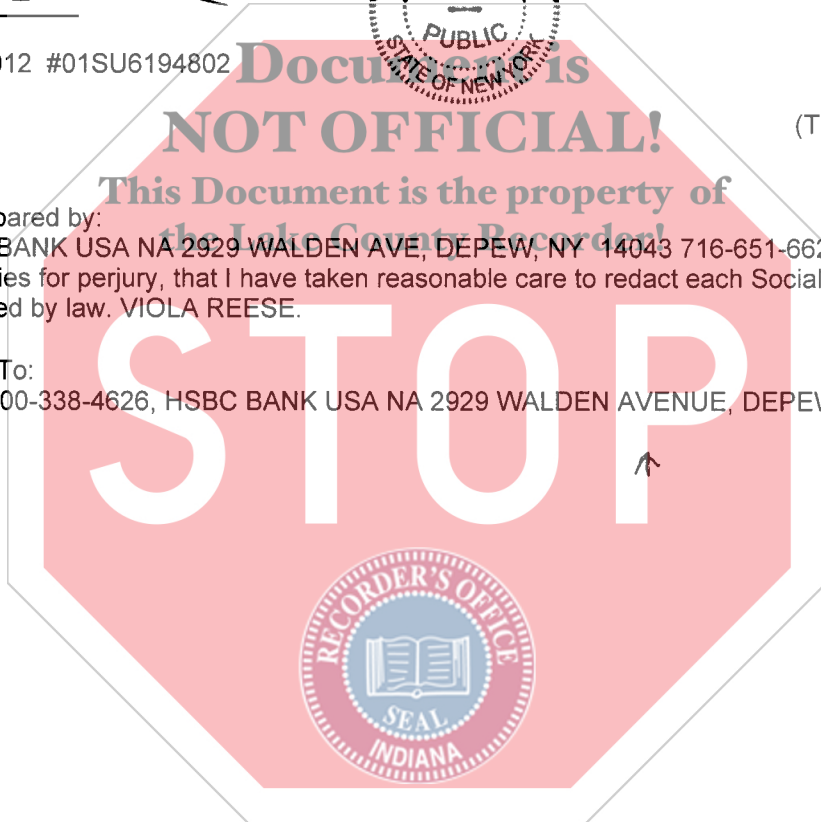 PUBLIC
STATE OF NEW YORK
012 #01SU6194802
Document is
NOT OFFICIAL!
(T
This Document is the property of
the Lake County Recorder!
pared by:
BANK USA NA 2929 WALDEN AVE, DEPEW, NY 14043 716-651-662
ies for perjury, that I have taken reasonable care to redact each Social
ed by law. VIOLA REESE.
To:
00-338-4626, HSBC BANK USA NA 2929 WALDEN AVENUE, DEPEW
STOP
RECORDER'S OFFICE
SEAL
INDIANA